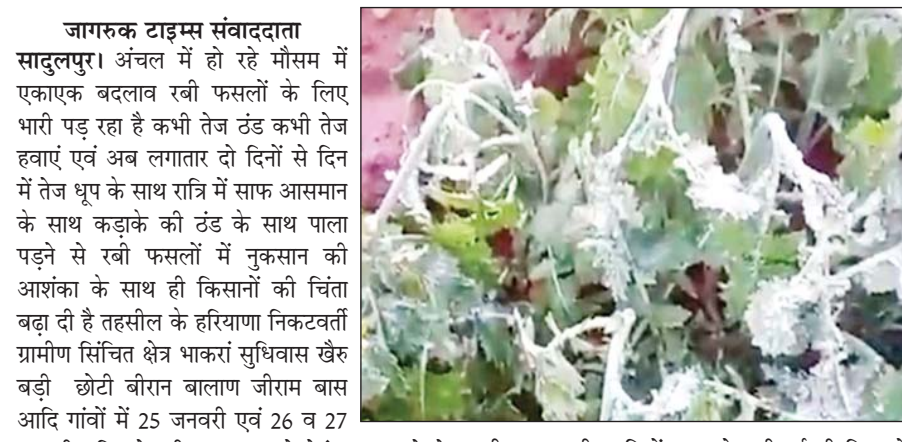 जागरुक टाइम्स संवाददाता
सादुलपुर। अंचल में हो रहे मौसम में
एकाएक बदलाव रबी फसलों के लिए
भारी पड़ रहा है कभी तेज ठंड कभी तेज
हवाएं एवं अब लगातार दो दिनों से दिन
में तेज धूप के साथ रात्रि में साफ आसमान
के साथ कड़ाके की ठंड के साथ पाला
पड़ने से रबी फसलों में नुकसान की
आशंका के साथ ही किसानों की चिंता
बढ़ा दी है तहसील के हरियाणा निकटवर्ती
ग्रामीण सिंचित क्षेत्र भाकरां सुधिवास खैरु
बड़ी छोटी बीरान बालाण जीराम बास
आदि गांवों में 25 जनवरी एवं 26 व 27